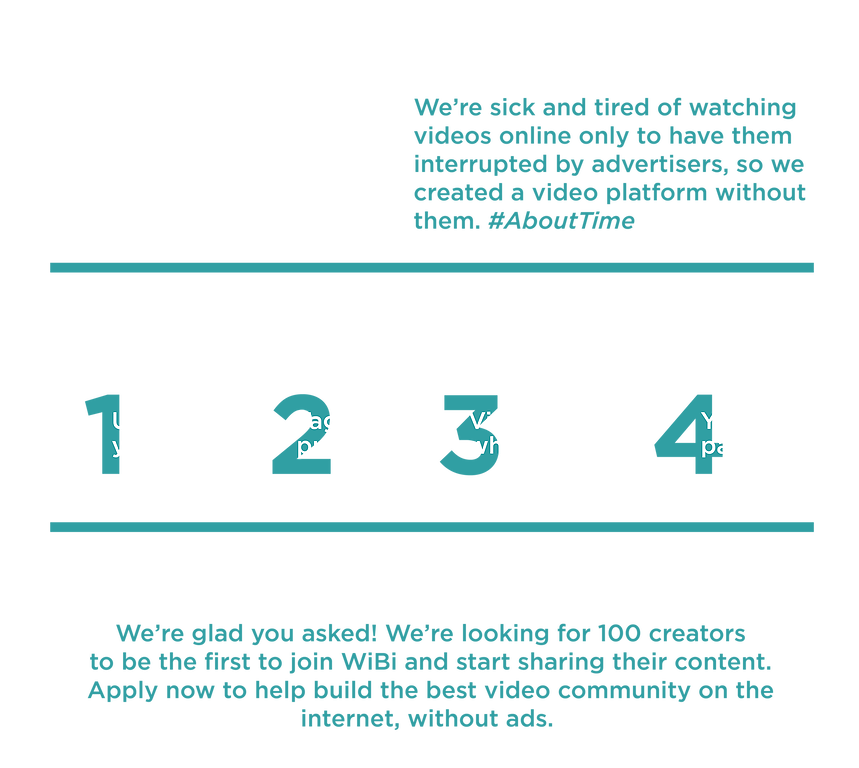 We’re sick and tired of watching
videos online only to have them
interrupted by advertisers, so we
created a video platform without
them. #AboutTime
1 2 3 4
We’re glad you asked! We’re looking for 100 creators
to be the first to join WiBi and start sharing their content.
Apply now to help build the best video community on the
internet, without ads.